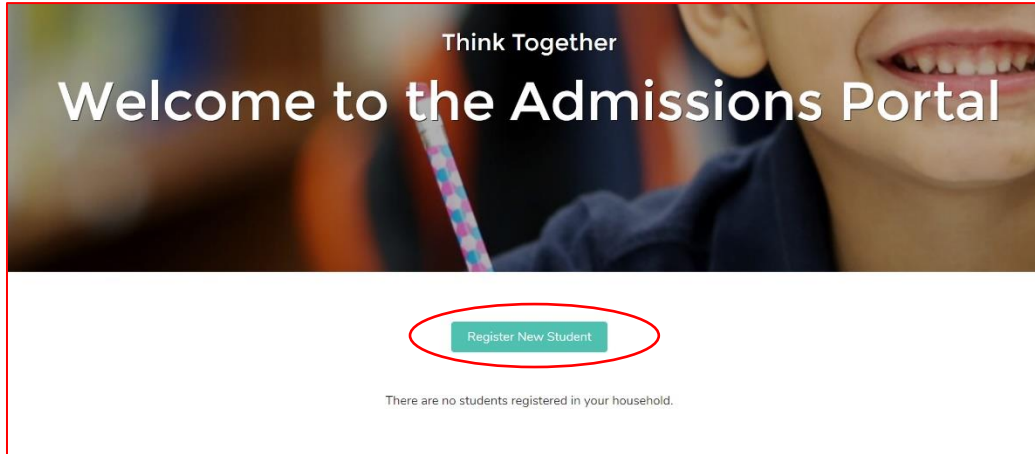 Think Together
Welcome to the Admissions Portal
Register New Student
There are no students registered in your household.